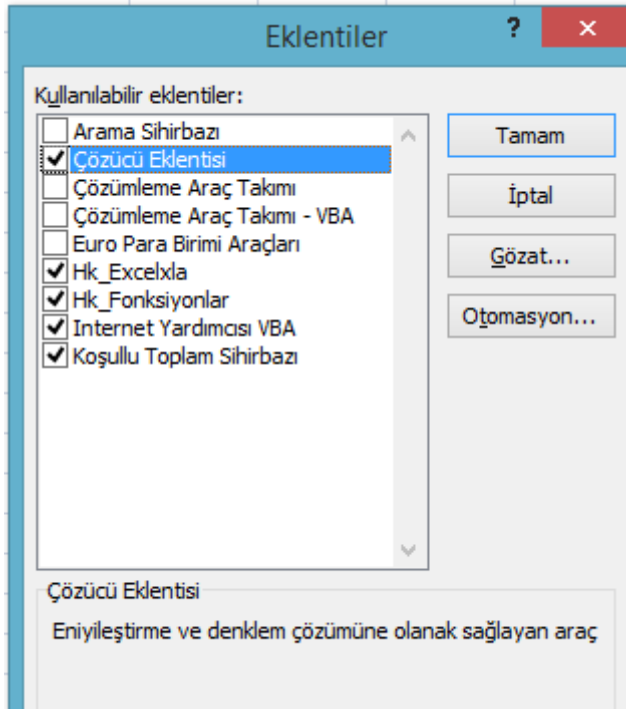 Eklentiler
?
Kullanılabilir eklentiler:
Arama Sihirbazı
Çözücü Eklentisi
Çözümleme Araç Takımı
Çözümleme Araç Takımı - VBA
Euro Para Birimi Araçları
Hk_Excelxla
Hk_Fonksiyonlar
Internet Yardımcısı VBA
Koşullu Toplam Sihirbazı
Tamam
İptal
Gözat...
Otomasyon...
Çözücü Eklentisi
Eniyileştirme ve denklem çözümüne olanak sağlayan araç